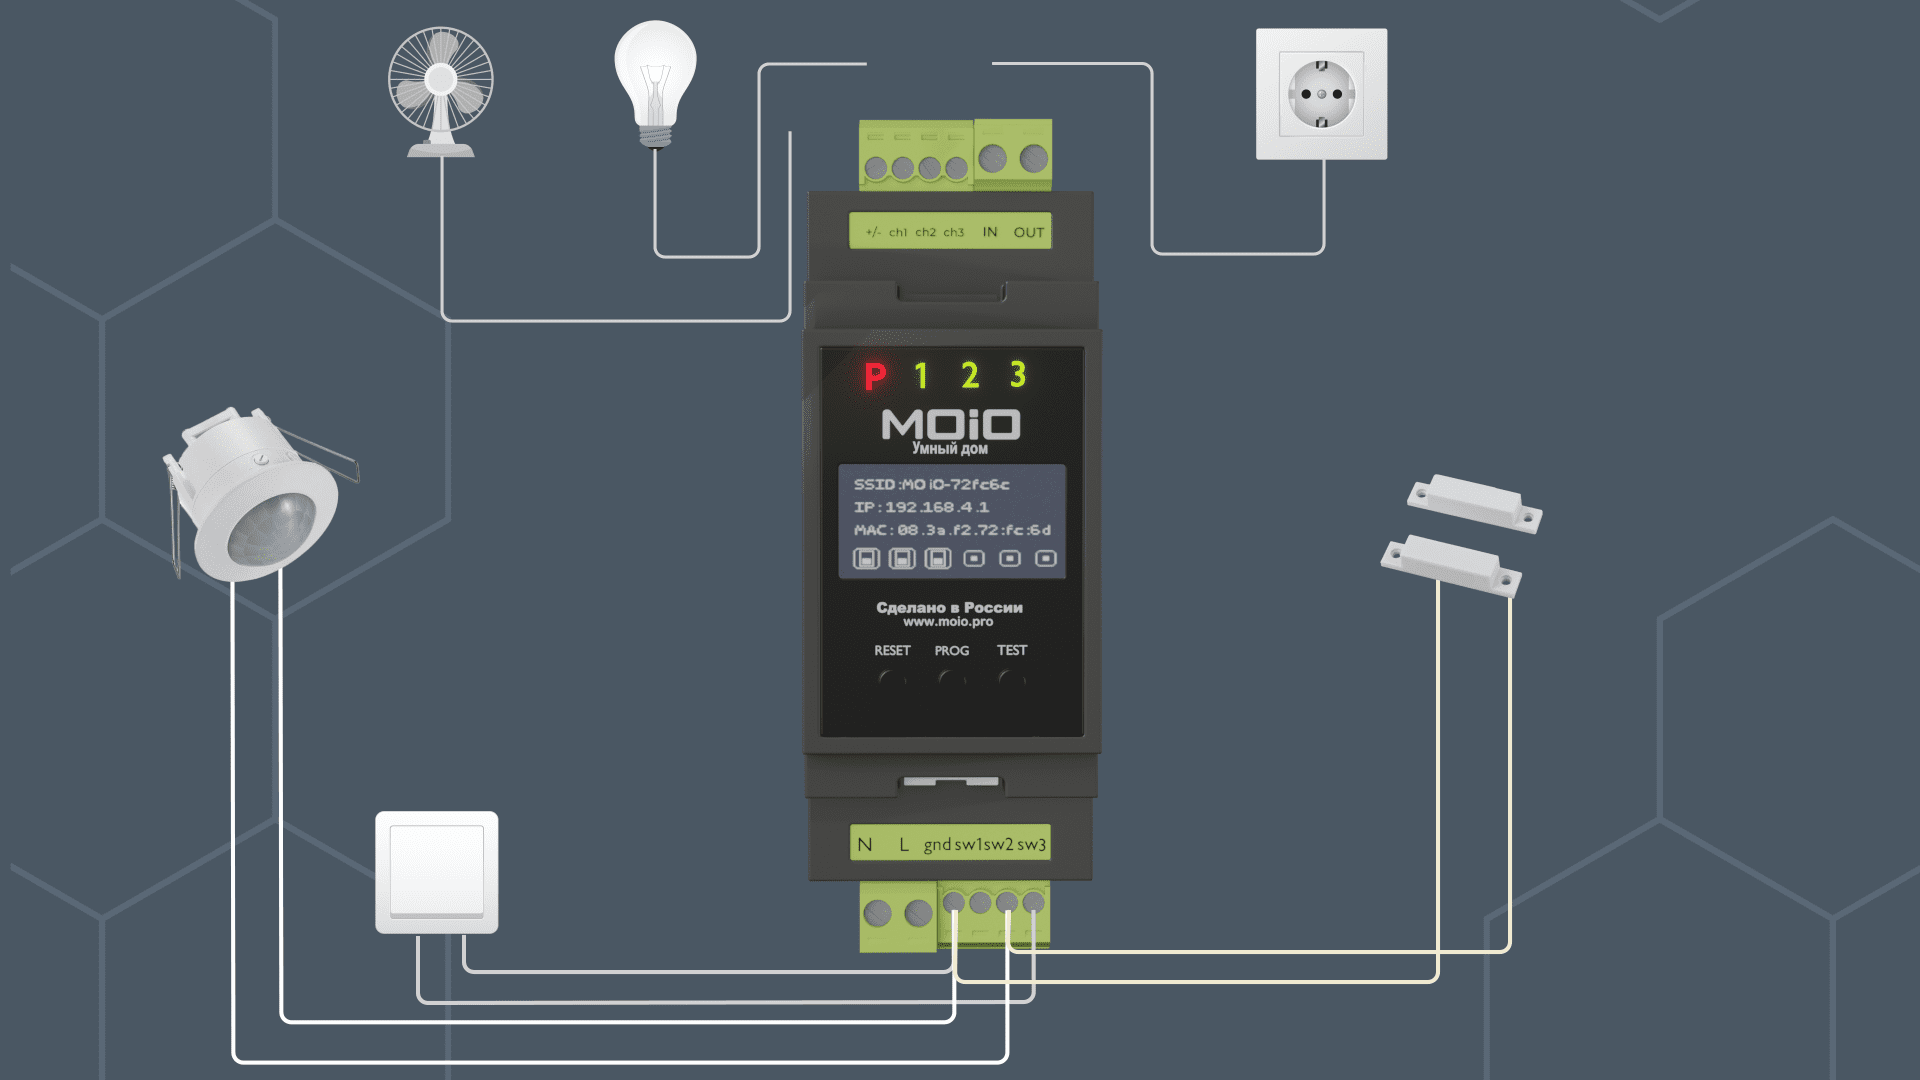 +/- ch1 ch2 ch3 IN OUT
P 1 2 3
MOiO
Умный дом
SSID:MOiO-72fc6c
IP:192.168.4.1
MAC:08.3a.f2.72:fc:6d
Сделано в России
www.moio.pro
RESET PROG TEST
N L gnd sw1 sw2 sw3